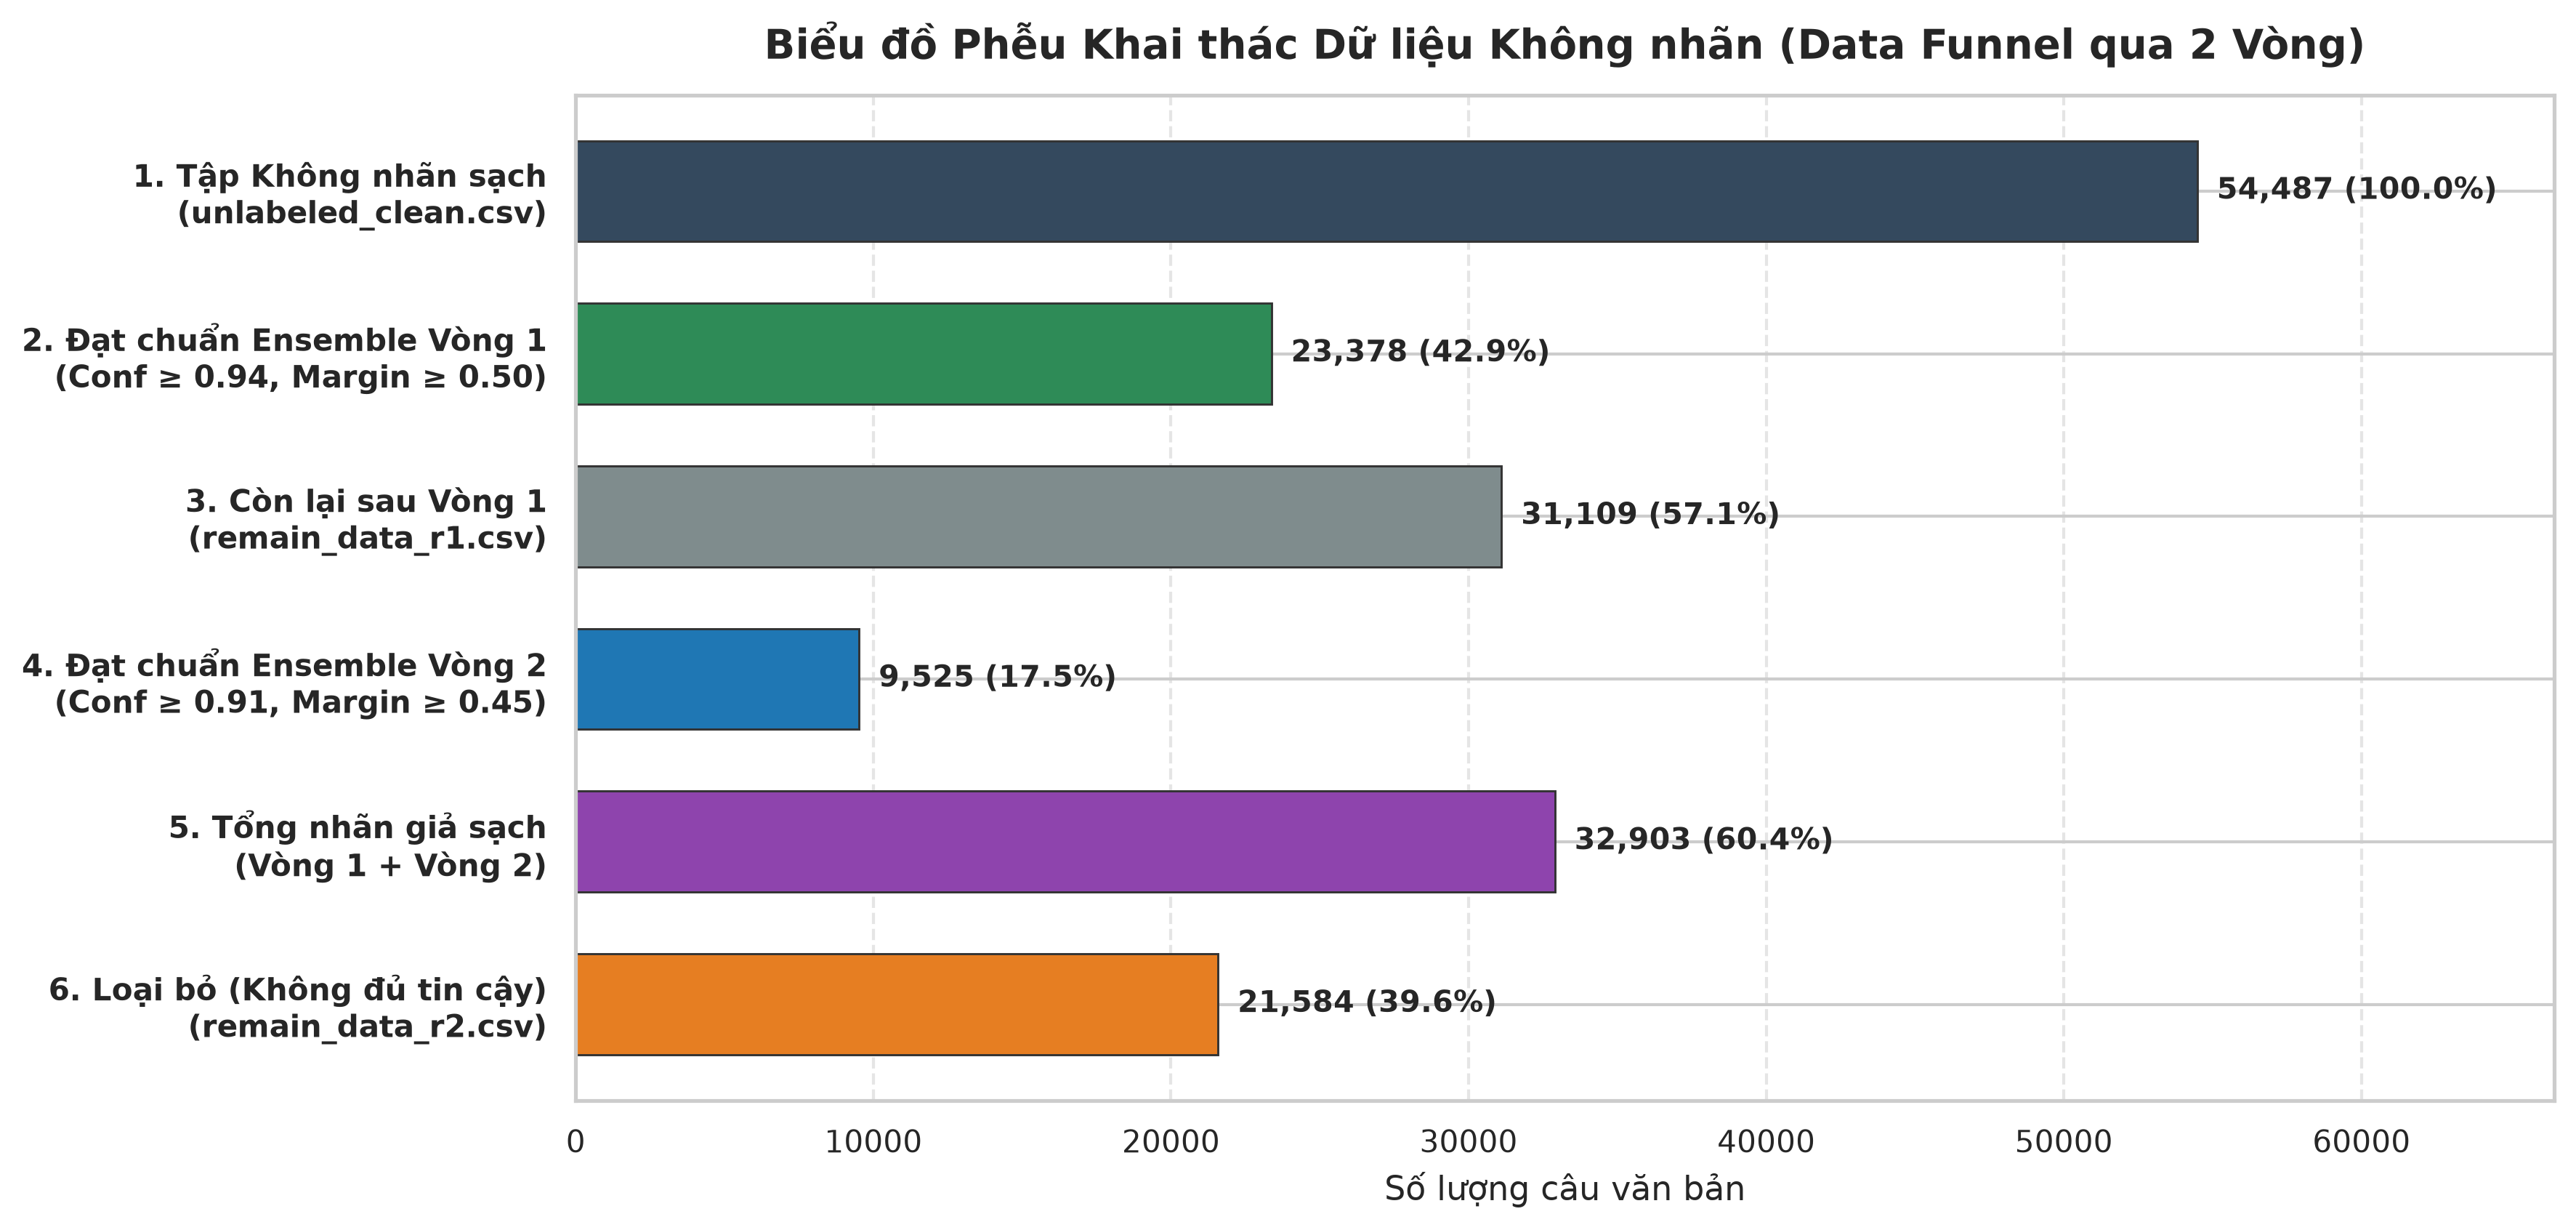 Biểu đồ Phễu Khai thác Dữ liệu Không nhãn (Data Funnel qua 2 Vòng)
1. Tập Không nhãn sạch
(unlabeled_clean.csv)
54,487 (100.0%)
2. Đạt chuẩn Ensemble Vòng 1
(Conf ≥ 0.94, Margin ≥ 0.50)
23,378 (42.9%)
3. Còn lại sau Vòng 1
(remain_data_r1.csv)
31,109 (57.1%)
4. Đạt chuẩn Ensemble Vòng 2
(Conf ≥ 0.91, Margin ≥ 0.45)
9,525 (17.5%)
5. Tổng nhãn giả sạch
(Vòng 1 + Vòng 2)
32,903 (60.4%)
6. Loại bỏ (Không đủ tin cậy)
(remain_data_r2.csv)
21,584 (39.6%)
0 10000 20000 30000 40000 50000 60000
Số lượng câu văn bản